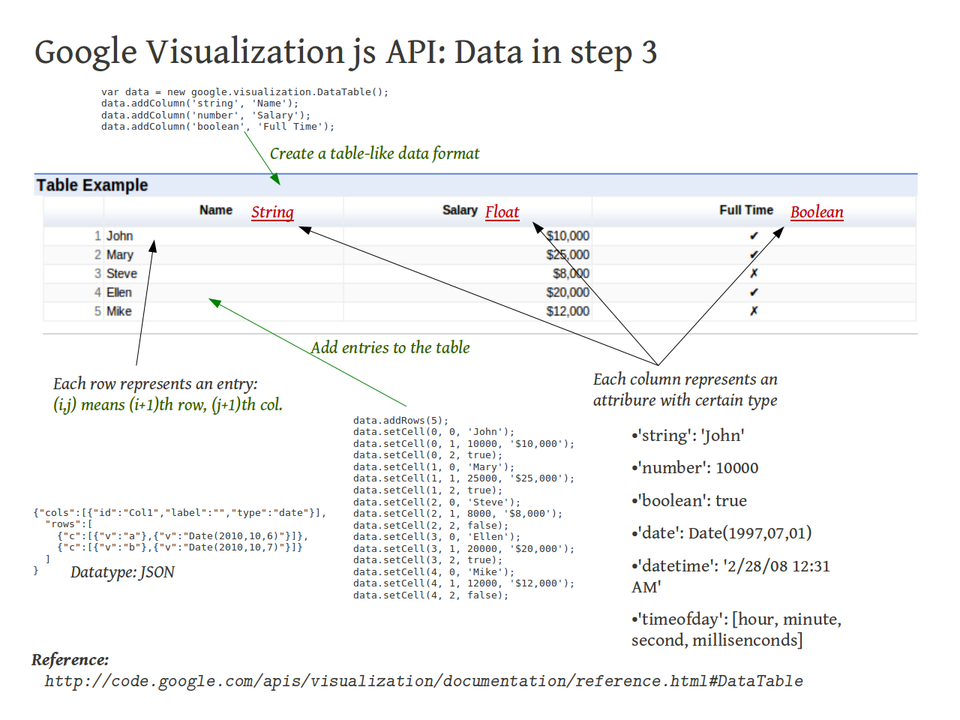 Google Visualization js API: Data in step 3
var data = new google.visualization.DataTable();
data.addColumn('string', 'Name');
data.addColumn('number', 'Salary');
data.addColumn('boolean', 'Full Time');
Create a table-like data format
Table Example
Name String Salary Float Full Time Boolean
1 John $10,000 ✔
2 Mary $25,000 ✔
3 Steve $8,000 ✗
4 Ellen $20,000 ✔
5 Mike $12,000 ✗
Add entries to the table
Each row represents an entry:
(i,j) means (i+1)th row, (j+1)th col.
Each column represents an
attribure with certain type
data.addRows(5);
data.setCell(0, 0, 'John');
data.setCell(0, 1, 10000, '$10,000');
data.setCell(0, 2, true);
data.setCell(1, 0, 'Mary');
data.setCell(1, 1, 25000, '$25,000');
data.setCell(1, 2, true);
data.setCell(2, 0, 'Steve');
data.setCell(2, 1, 8000, '$8,000');
data.setCell(2, 2, false);
data.setCell(3, 0, 'Ellen');
data.setCell(3, 1, 20000, '$20,000');
data.setCell(3, 2, true);
data.setCell(4, 0, 'Mike');
data.setCell(4, 1, 12000, '$12,000');
data.setCell(4, 2, false);
•'string': 'John'
•'number': 10000
•'boolean': true
•'date': Date(1997,07,01)
•'datetime': '2/28/08 12:31
AM'
•'timeofday': [hour, minute,
second, millisenconds]
{"cols":[{"id":"Col1","label":"","type":"date"}],
"rows":[
{"c":[{"v":"a"},{"v":"Date(2010,10,6)"}]},
{"c":[{"v":"b"},{"v":"Date(2010,10,7)"}]}
]
}
Datatype: JSON
Reference:
http://code.google.com/apis/visualization/documentation/reference.html#DataTable